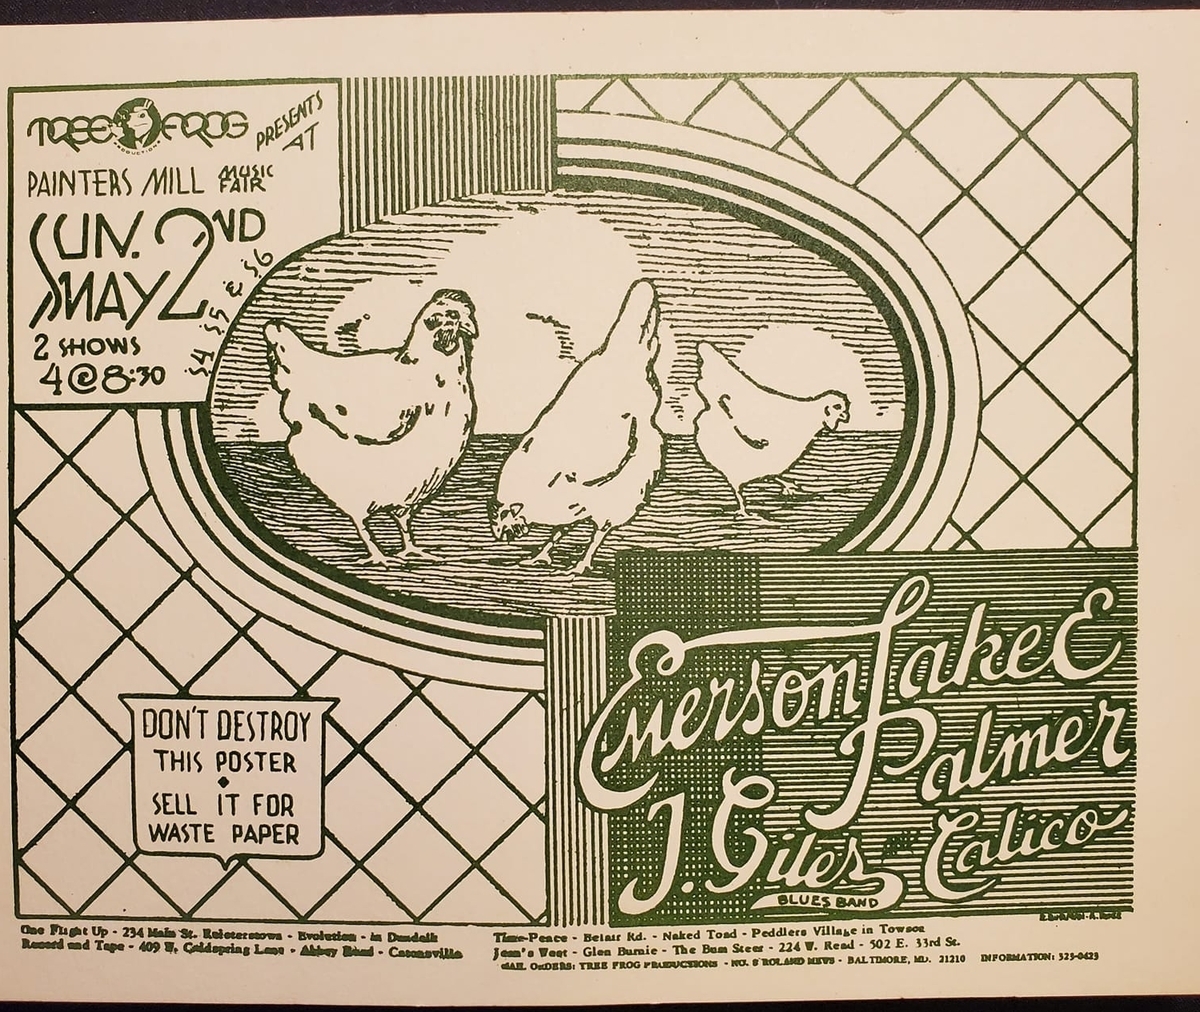 TREE FROG PRESENTS
PRODUCTIONS
AT
PAINTERS MILL MUSIC FAIR
SUN. 2ND
MAY
$4 $5 & $6
2 SHOWS
4@8:30
Emerson Lake &
Palmer
J. Giles Calico
BLUES BAND
DON'T DESTROY
THIS POSTER
SELL IT FOR
WASTE PAPER
One Flight Up - 234 Main St. Reisterstown - Evolution - in Dundalk
Record and Tape - 409 W. Coldspring Lane - Abbey Road - Catonsville
Time-Peace - Belair Rd. - Naked Toad - Peddlers Village in Towson
Jean's West - Glen Burnie - The Bum Steer - 224 W. Read - 502 E. 33rd St.
MAIL ORDERS: TREE FROG PRODUCTIONS - NO. 8 ROLAND MEWS - BALTIMORE, MD. 21210 INFORMATION: 323-0423